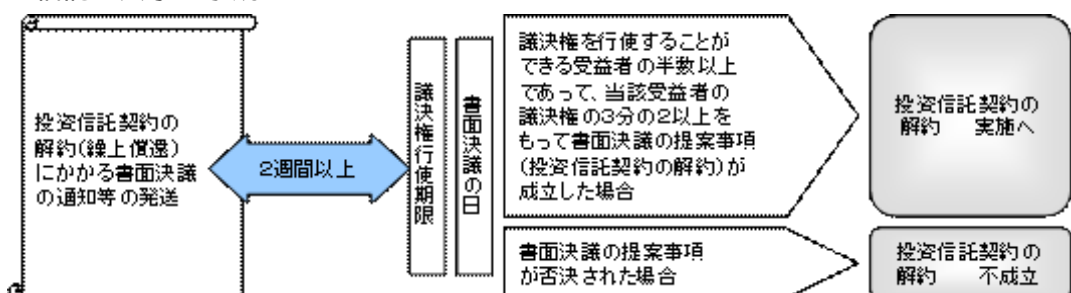 投資信託契約の
解約(繰上償還)
にかかる書面決議
の通知等の発送
2週間以上
議決権行使期限
書面決議の日
議決権を行使することが
できる受益者の半数以上
であって、当該受益者の
議決権の3分の2以上を
もって書面決議の提案事項
(投資信託契約の解約)が
成立した場合
投資信託契約の
解約 実施へ
書面決議の提案事項
が否決された場合
投資信託契約の
解約 不成立